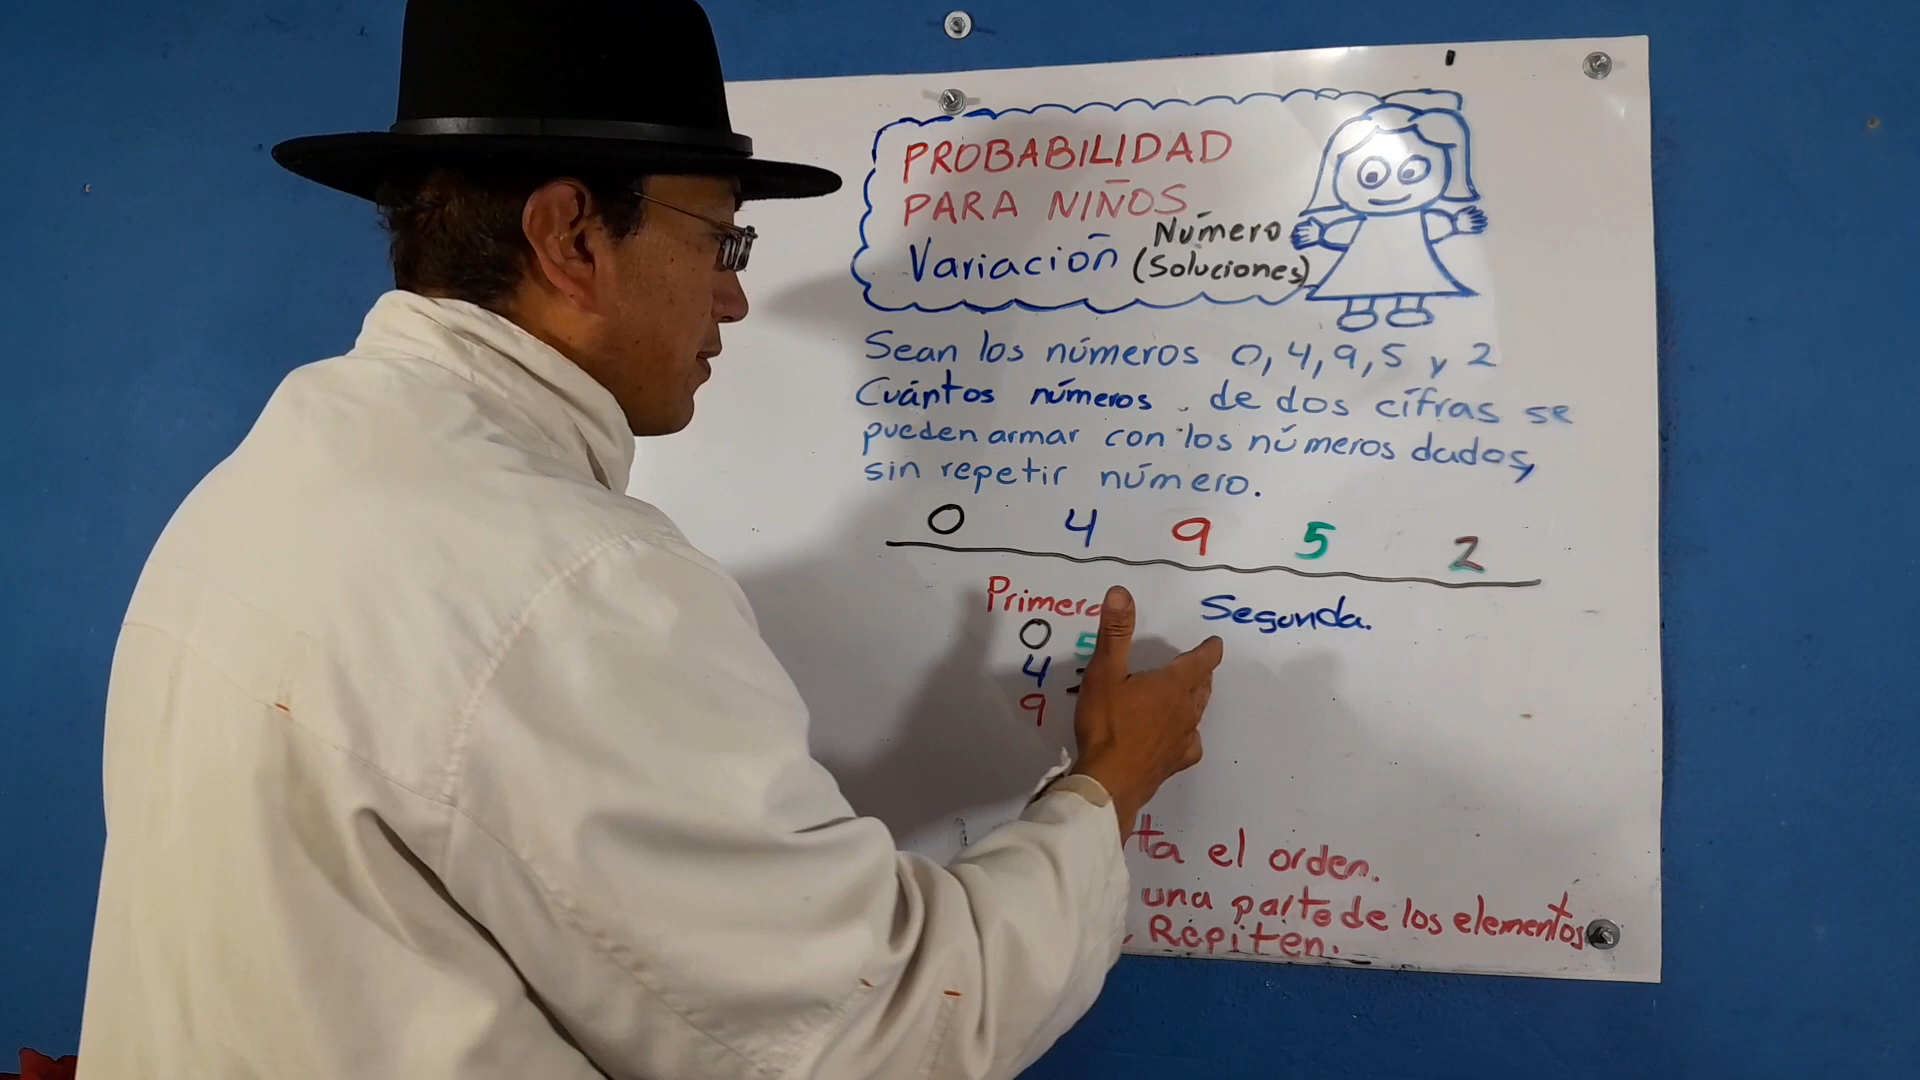 PROBABILIDAD
PARA NIÑOS
Variación (Número
Soluciones)
Sean los números 0, 4, 9, 5 y 2
Cuántos números de dos cifras se
pueden armar con los números dados,
sin repetir número.
0 4 9 5 2
Primera Segunda.
0 5
4
9
el orden.
una parte de los elementos
Repiten.